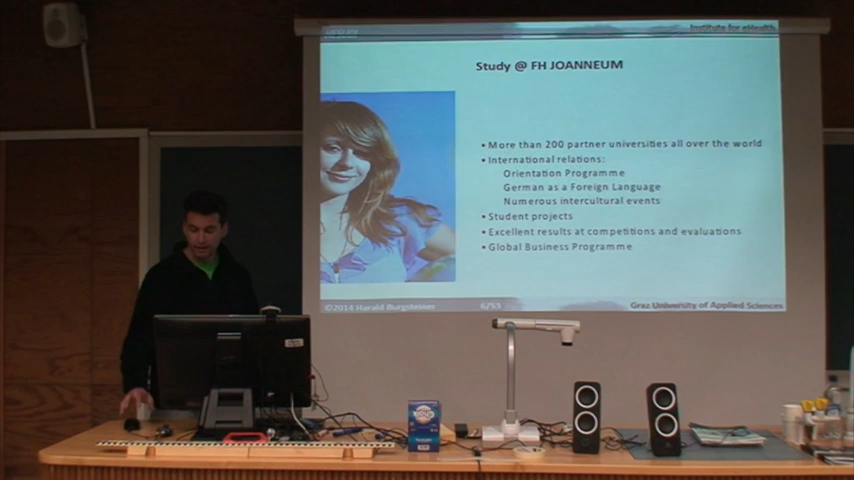 Institute for eHealth
Study @ FH JOANNEUM
• More than 200 partner universities all over the world
• International relations:
Orientation Programme
German as a Foreign Language
Numerous intercultural events
• Student projects
• Excellent results at competitions and evaluations
• Global Business Programme
©2014 Harald Burgsteiner 6/53 Graz University of Applied Sciences